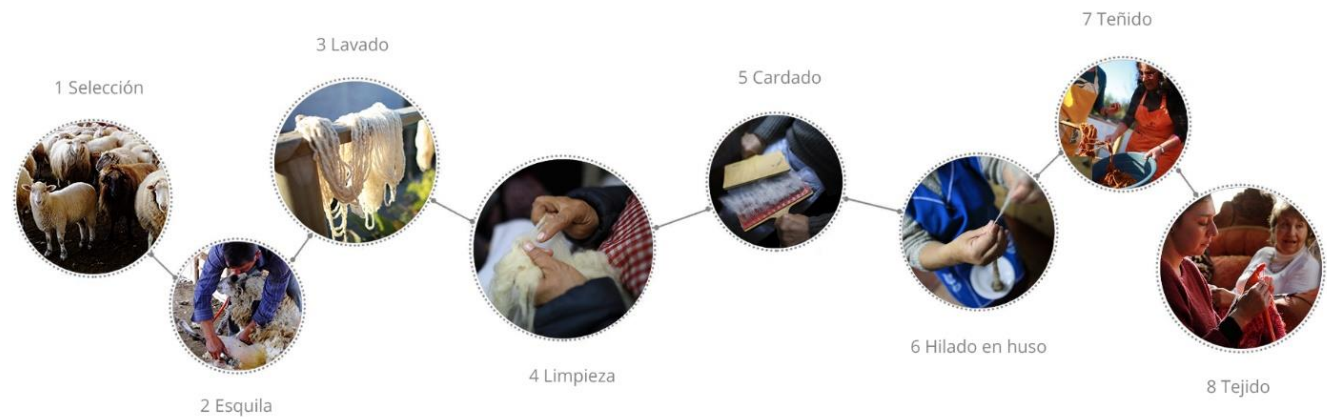 1 Selección
2 Esquila
3 Lavado
4 Limpieza
5 Cardado
6 Hilado en huso
7 Teñido
8 Tejido